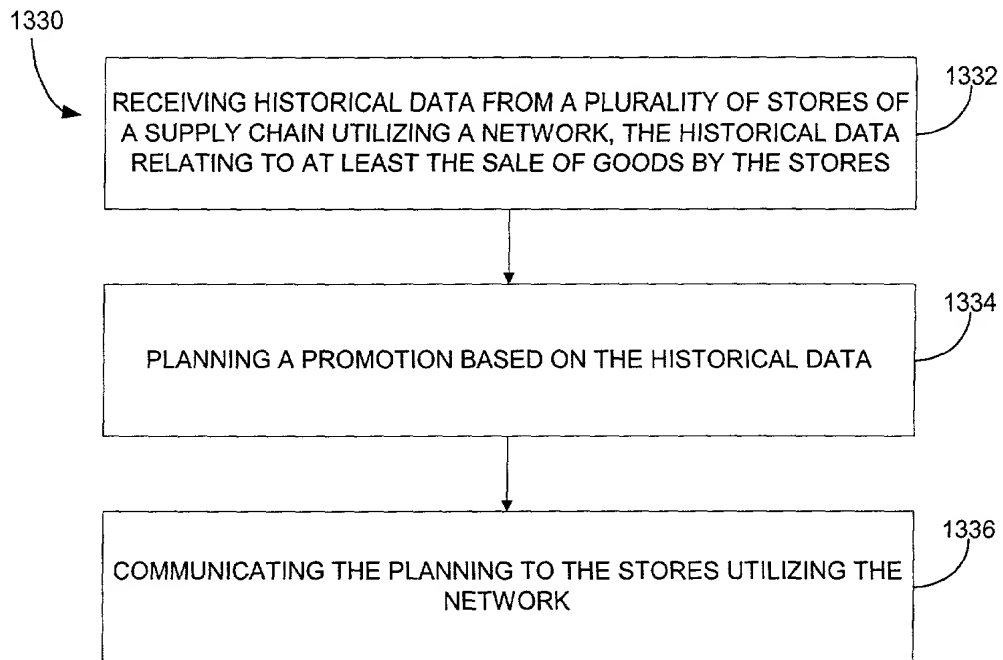 1330
1332
RECEIVING HISTORICAL DATA FROM A PLURALITY OF STORES OF
A SUPPLY CHAIN UTILIZING A NETWORK, THE HISTORICAL DATA
RELATING TO AT LEAST THE SALE OF GOODS BY THE STORES
1334
PLANNING A PROMOTION BASED ON THE HISTORICAL DATA
1336
COMMUNICATING THE PLANNING TO THE STORES UTILIZING THE
NETWORK